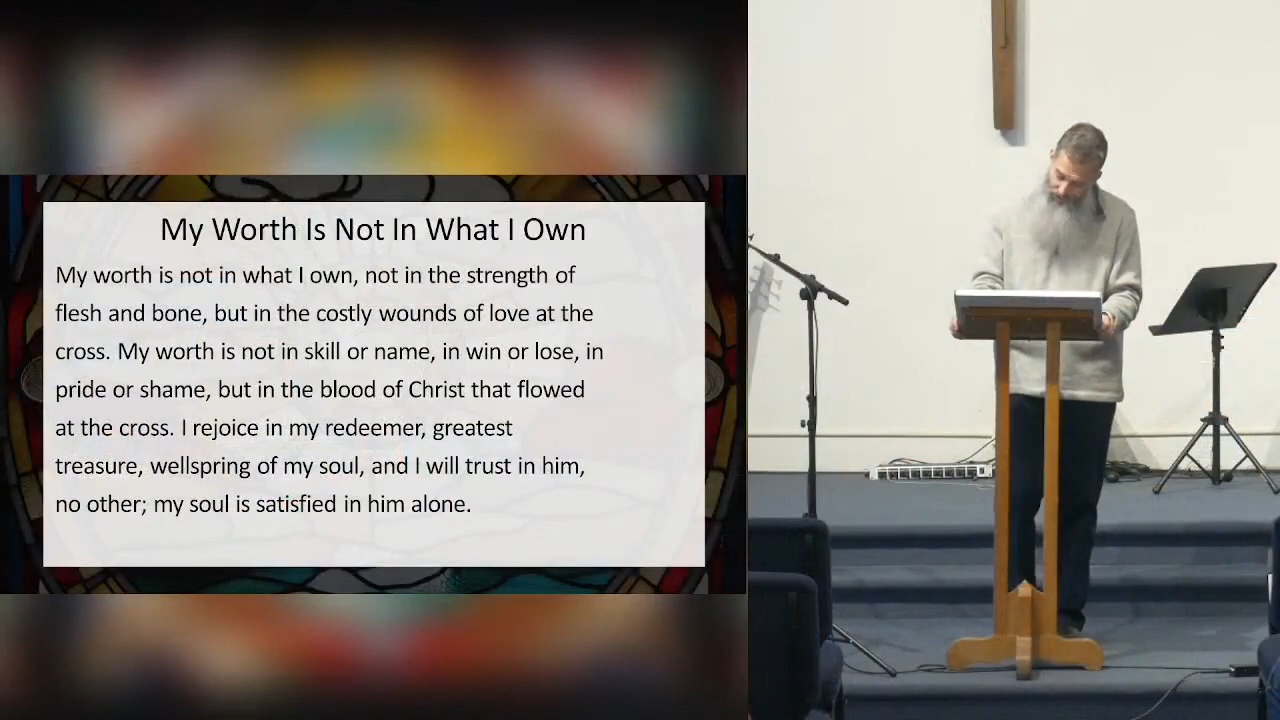 My Worth Is Not In What I Own
My worth is not in what I own, not in the strength of
flesh and bone, but in the costly wounds of love at the
cross. My worth is not in skill or name, in win or lose, in
pride or shame, but in the blood of Christ that flowed
at the cross. I rejoice in my redeemer, greatest
treasure, wellspring of my soul, and I will trust in him,
no other; my soul is satisfied in him alone.